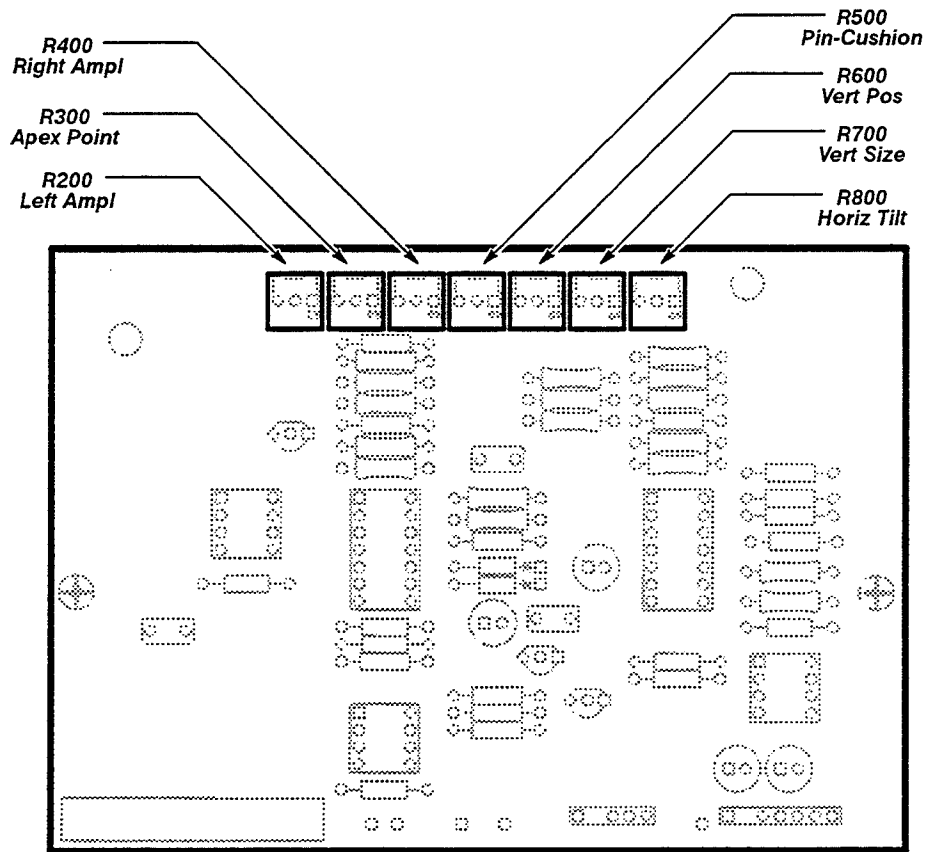 R400
Right Ampl
R300
Apex Point
R200
Left Ampl
R500
Pin-Cushion
R600
Vert Pos
R700
Vert Size
R800
Horiz Tilt